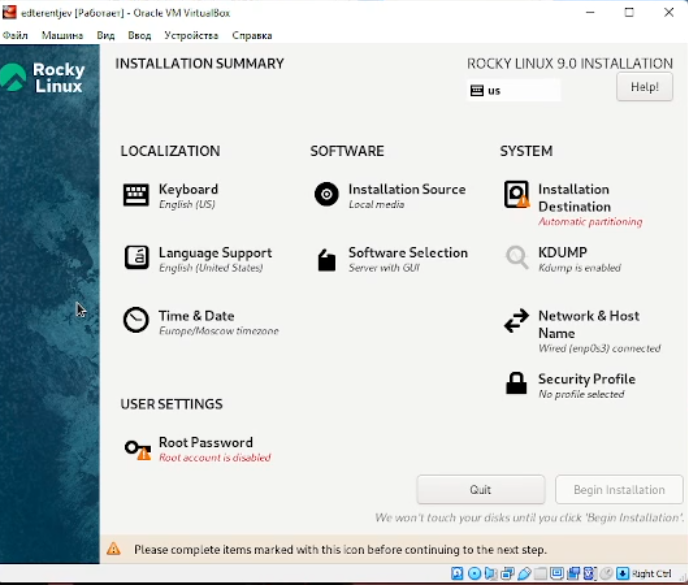 edterentjev [Работает] - Oracle VM VirtualBox
Файл Машина Вид Ввод Устройства Справка
Rocky
Linux
INSTALLATION SUMMARY
ROCKY LINUX 9.0 INSTALLATION
us
Help!
LOCALIZATION
Keyboard
English (US)
Language Support
English (United States)
Time & Date
Europe/Moscow timezone
SOFTWARE
Installation Source
Local media
Software Selection
Server with GUI
SYSTEM
Installation
Destination
Automatic partitioning
KDUMP
Kdump is enabled
Network & Host
Name
Wired (enp0s3) connected
Security Profile
No profile selected
USER SETTINGS
Root Password
Root account is disabled
Quit
Begin Installation
We won't touch your disks until you click 'Begin Installation'.
Please complete items marked with this icon before continuing to the next step.
Right Ctrl